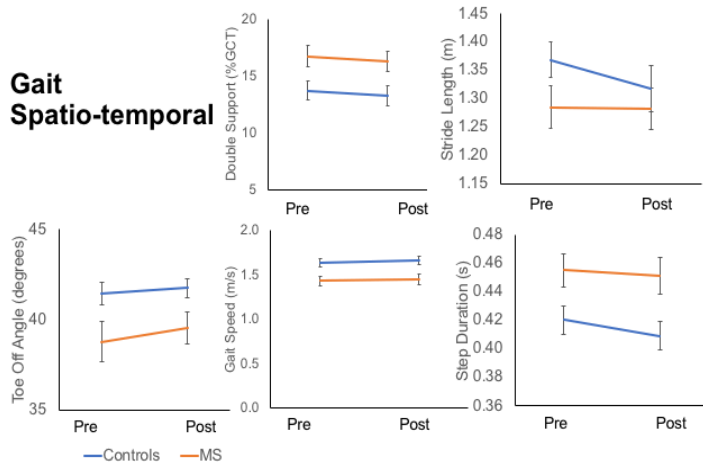 Gait
Spatio-temporal
Double Support (%GCT)
20
15
10
5
Pre Post
Stride Length (m)
1.45
1.40
1.35
1.30
1.25
1.20
1.15
Pre Post
Toe Off Angle (degrees)
45
40
35
Pre Post
Gait Speed (m/s)
2.0
1.5
1.0
0.5
0.0
Pre Post
Step Duration (s)
0.48
0.46
0.44
0.42
0.40
0.38
0.36
Pre Post
Controls MS